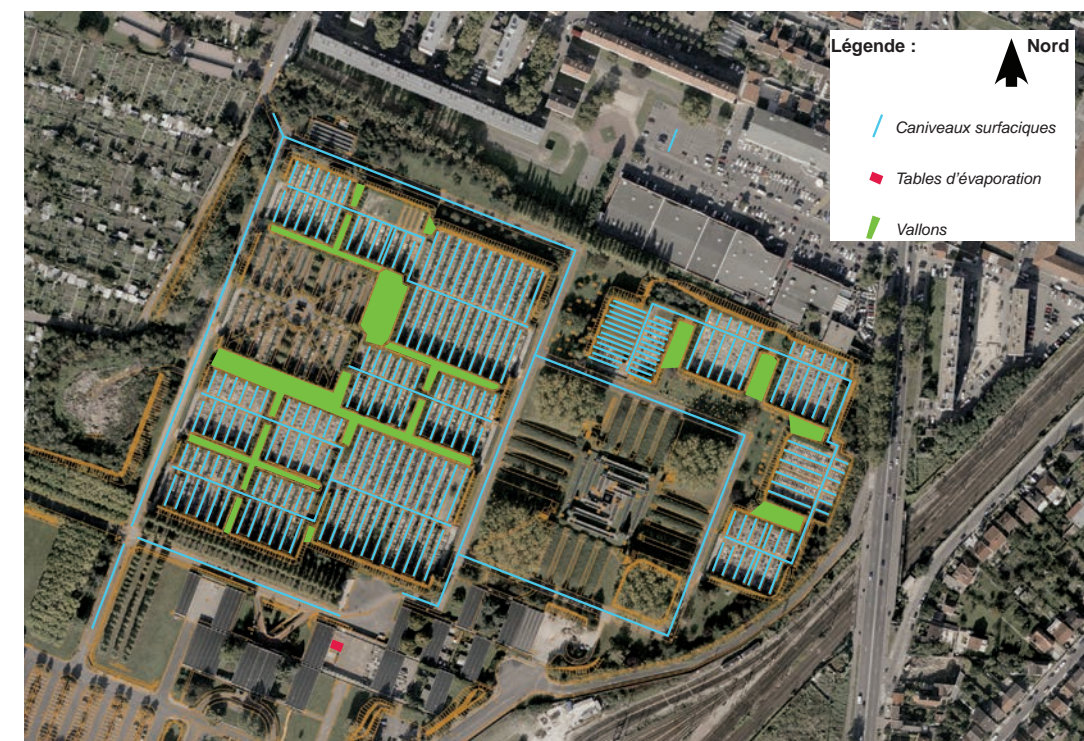 Légende :
Nord
Caniveaux surfaciques
Tables d’évaporation
Vallons